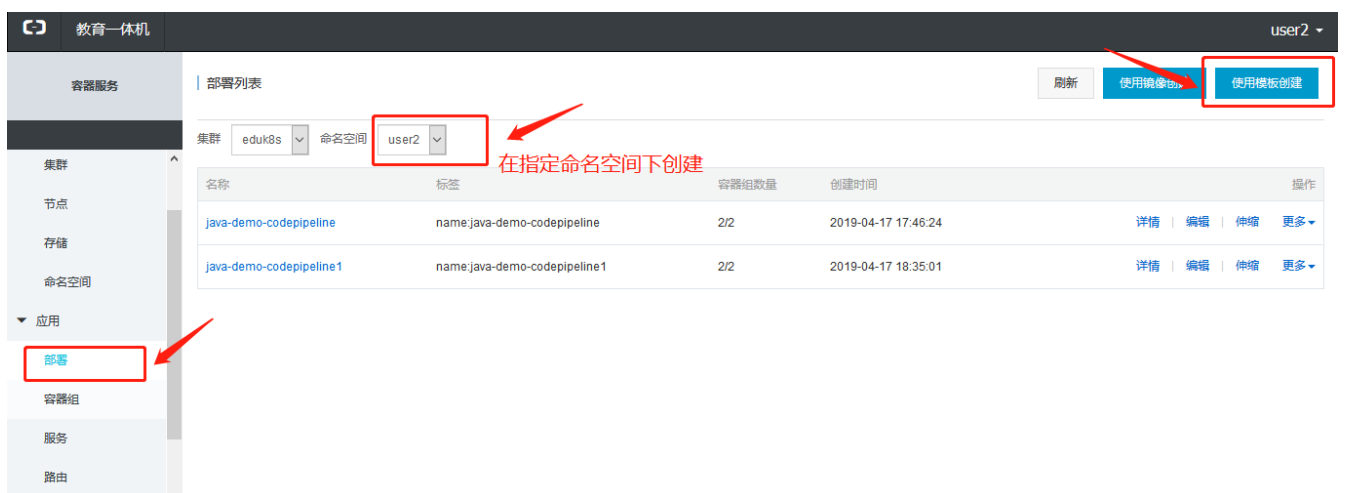 教育一体机
user2
容器服务
部署列表
刷新
使用镜像创建
使用模板创建
集群 eduk8s 命名空间 user2
在指定命名空间下创建
名称 标签 容器组数量 创建时间 操作
java-demo-codepipeline name:java-demo-codepipeline 2/2 2019-04-17 17:46:24 详情 编辑 伸缩 更多
java-demo-codepipeline1 name:java-demo-codepipeline1 2/2 2019-04-17 18:35:01 详情 编辑 伸缩 更多
集群
节点
存储
命名空间
应用
部署
容器组
服务
路由